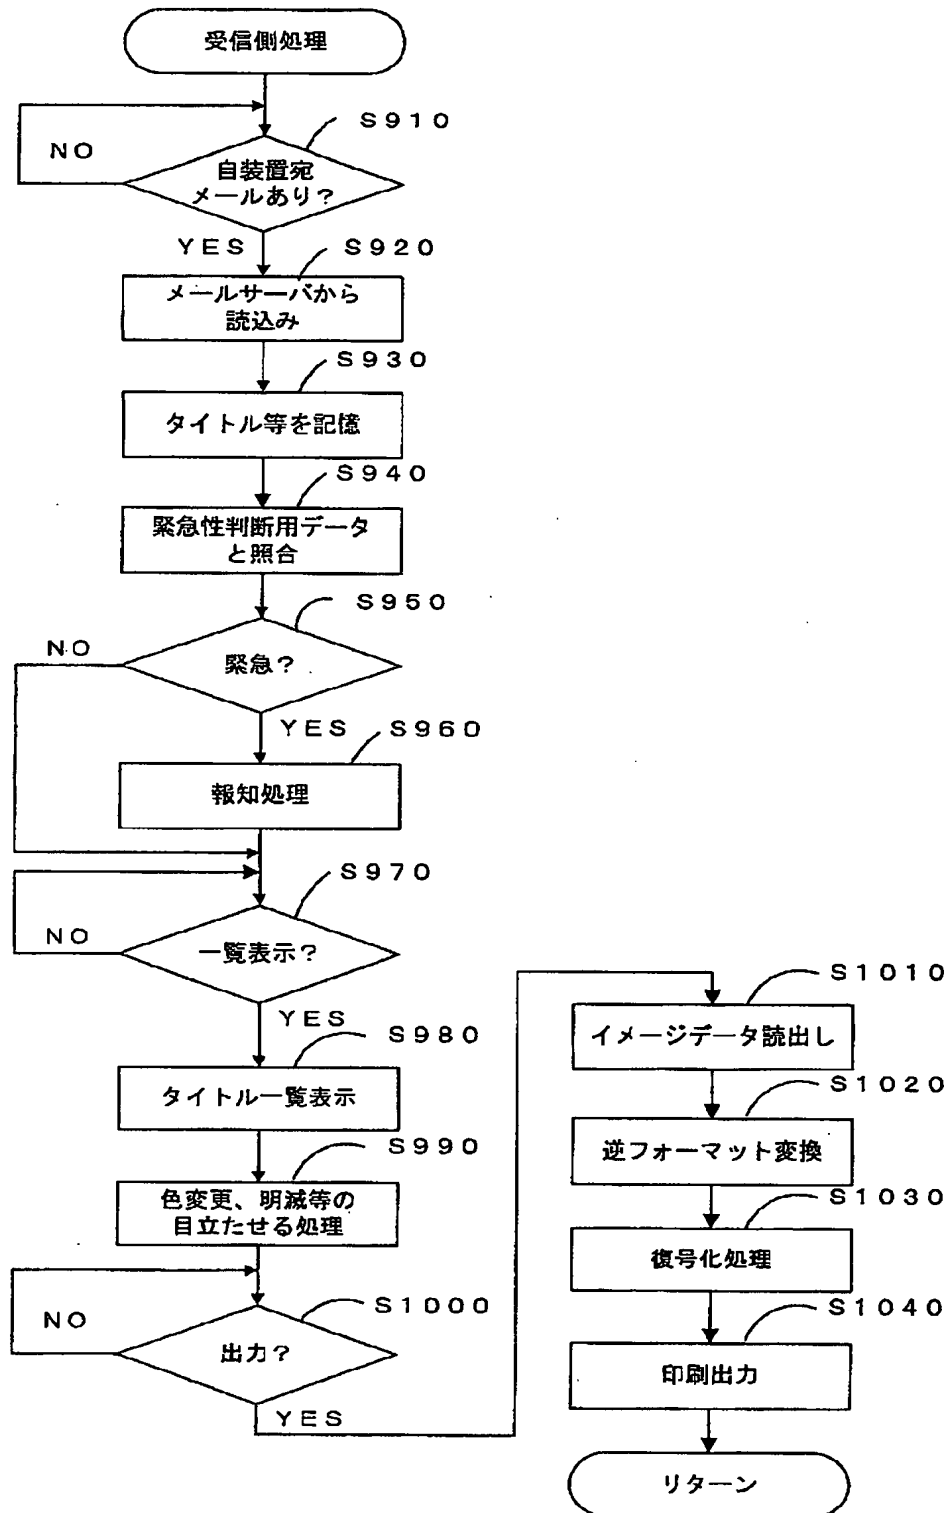 受信側処理
S910
NO
自装置宛
メールあり?
YES
S920
メールサーバから
読込み
S930
タイトル等を記憶
S940
緊急性判断用データ
と照合
S950
NO
緊急?
YES
S960
報知処理
S970
NO
一覧表示?
YES
S980
タイトル一覧表示
S990
色変更、明滅等の
目立たせる処理
S1000
NO
出力?
YES
S1010
イメージデータ読出し
S1020
逆フォーマット変換
S1030
復号化処理
S1040
印刷出力
リターン